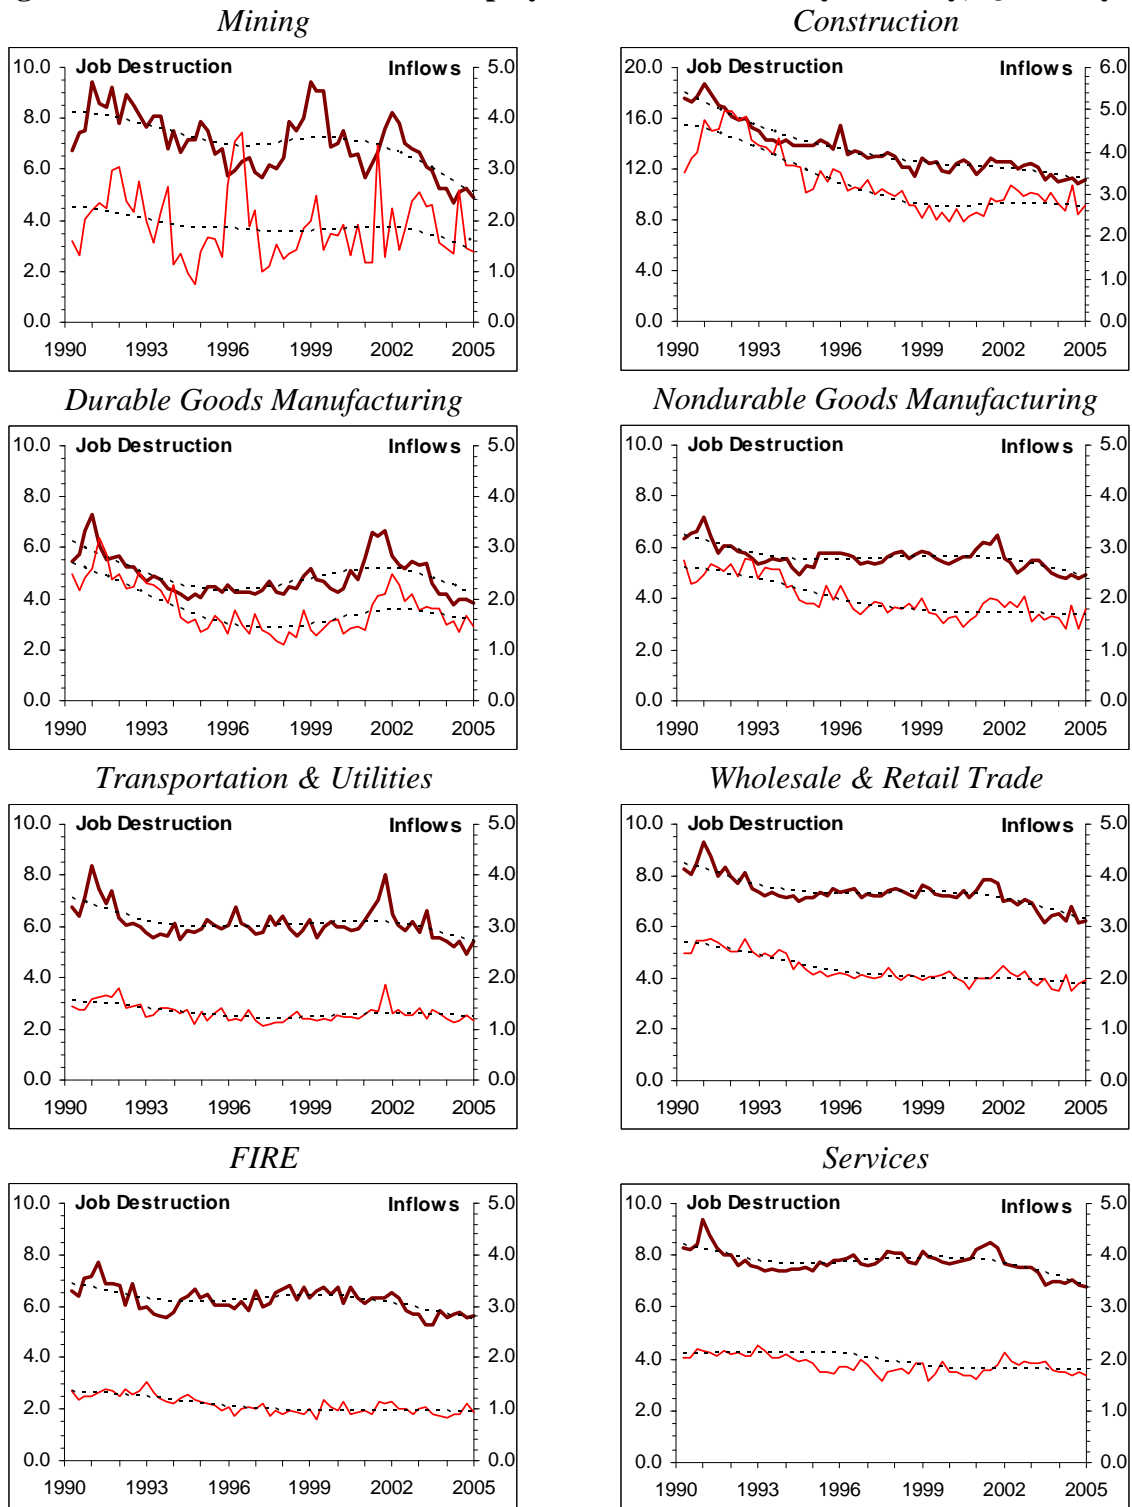 Mining
Construction
10.0 Job Destruction Inflows 5.0
8.0 4.0
6.0 3.0
4.0 2.0
2.0 1.0
0.0 0.0
1990 1993 1996 1999 2002 2005
20.0 Job Destruction Inflows 6.0
16.0 5.0
12.0 4.0
8.0 3.0
4.0 2.0
0.0 1.0
0.0
1990 1993 1996 1999 2002 2005
Durable Goods Manufacturing
Nondurable Goods Manufacturing
10.0 Job Destruction Inflows 5.0
8.0 4.0
6.0 3.0
4.0 2.0
2.0 1.0
0.0 0.0
1990 1993 1996 1999 2002 2005
10.0 Job Destruction Inflows 5.0
8.0 4.0
6.0 3.0
4.0 2.0
2.0 1.0
0.0 0.0
1990 1993 1996 1999 2002 2005
Transportation & Utilities
Wholesale & Retail Trade
10.0 Job Destruction Inflows 5.0
8.0 4.0
6.0 3.0
4.0 2.0
2.0 1.0
0.0 0.0
1990 1993 1996 1999 2002 2005
10.0 Job Destruction Inflows 5.0
8.0 4.0
6.0 3.0
4.0 2.0
2.0 1.0
0.0 0.0
1990 1993 1996 1999 2002 2005
FIRE
Services
10.0 Job Destruction Inflows 5.0
8.0 4.0
6.0 3.0
4.0 2.0
2.0 1.0
0.0 0.0
1990 1993 1996 1999 2002 2005
10.0 Job Destruction Inflows 5.0
8.0 4.0
6.0 3.0
4.0 2.0
2.0 1.0
0.0 0.0
1990 1993 1996 1999 2002 2005